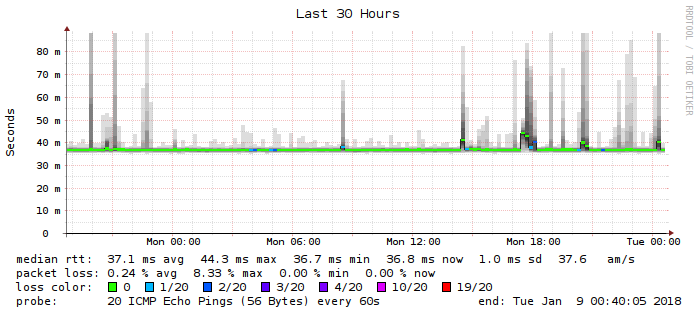 Last 30 Hours
RRDTOOL / TOBI OETIKER
Seconds
80 m
70 m
60 m
50 m
40 m
30 m
20 m
10 m
0
Mon 00:00 Mon 06:00 Mon 12:00 Mon 18:00 Tue 00:00
median rtt: 37.1 ms avg 44.3 ms max 36.7 ms min 36.8 ms now 1.0 ms sd 37.6 am/s
packet loss: 0.24 % avg 8.33 % max 0.00 % min 0.00 % now
loss color: 0 1/20 2/20 3/20 4/20 10/20 19/20
probe: 20 ICMP Echo Pings (56 Bytes) every 60s end: Tue Jan 9 00:40:05 2018